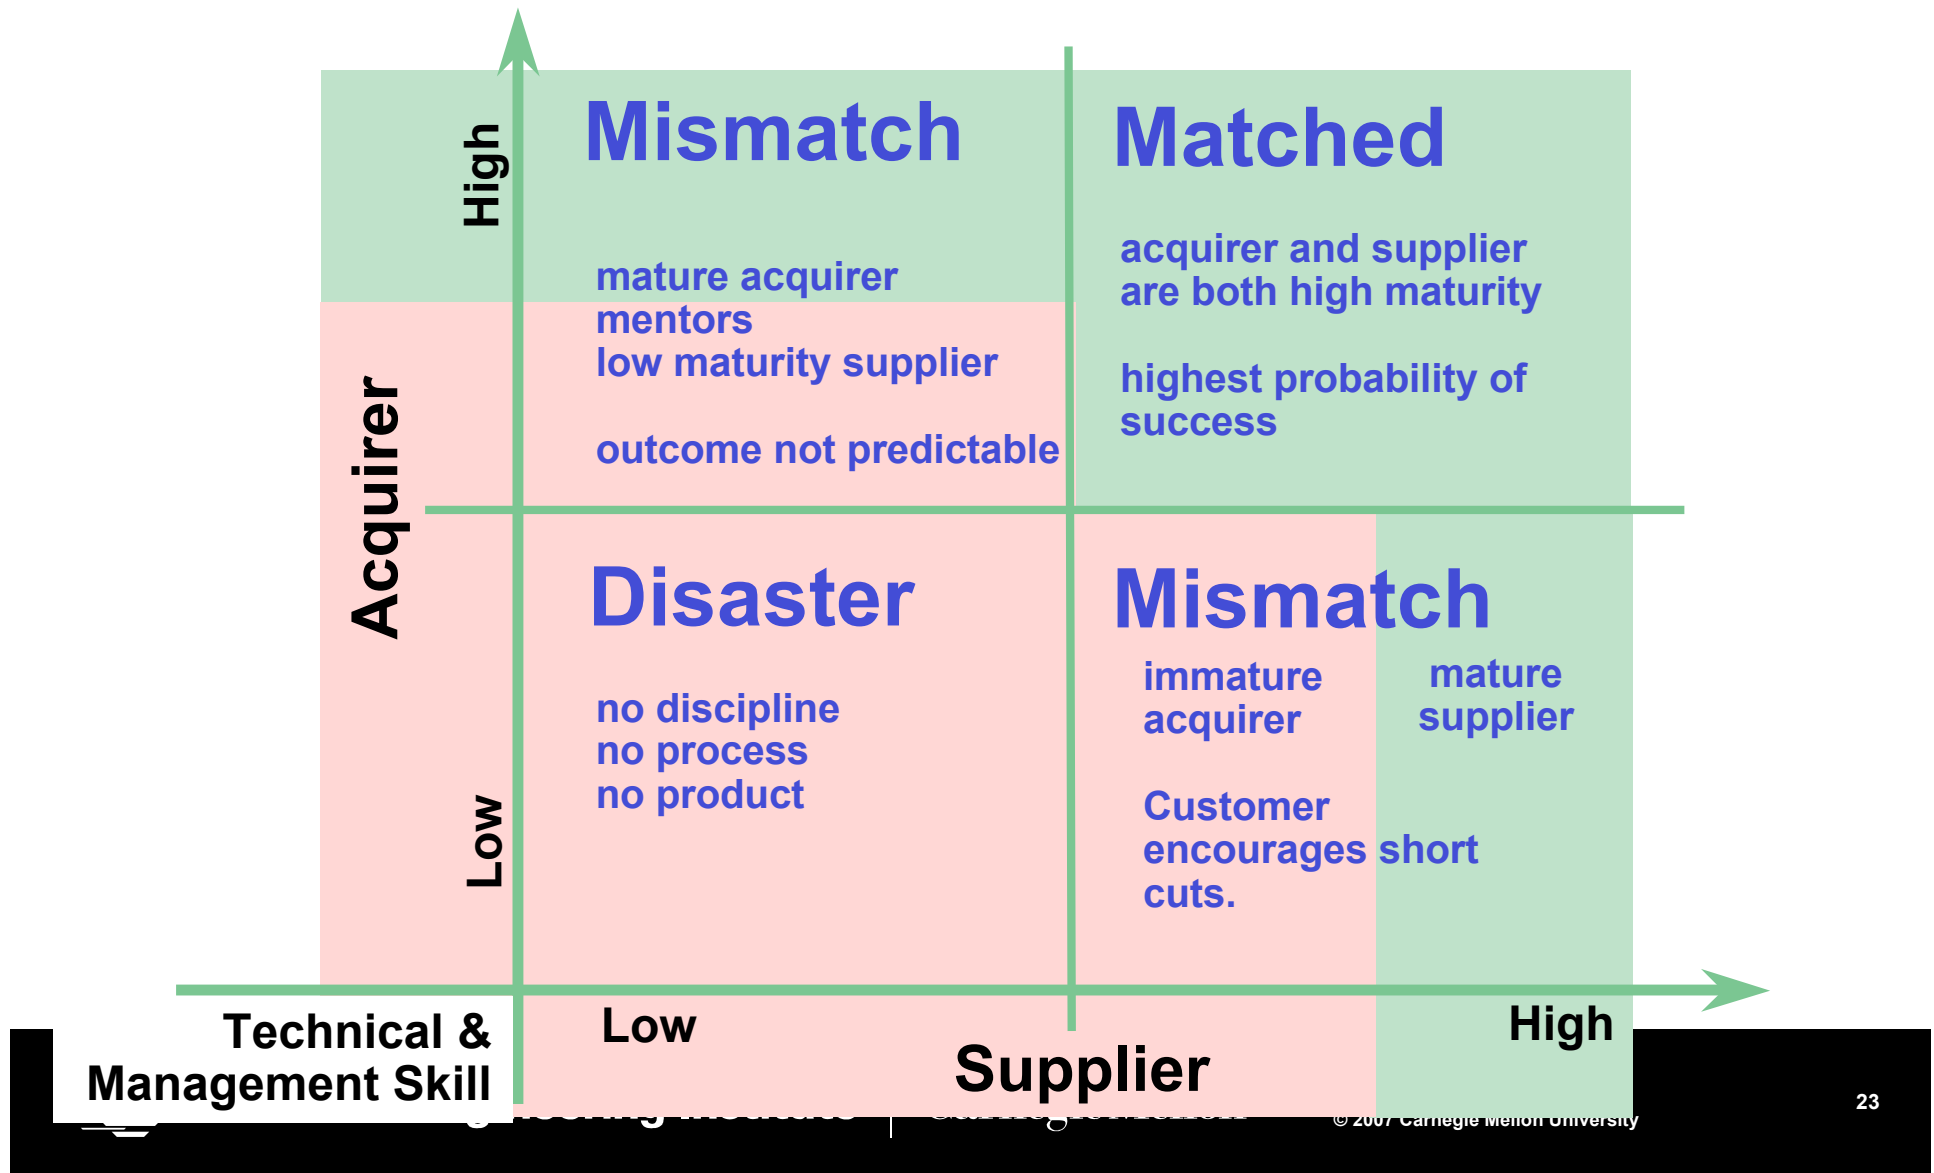 High
Mismatch
mature acquirer
mentors
low maturity supplier
outcome not predictable
Matched
acquirer and supplier
are both high maturity
highest probability of
success
Acquirer
Disaster
no discipline
no process
no product
Mismatch
immature
acquirer
mature
supplier
Customer
encourages short
cuts.
Low
Technical &
Management Skill
Low
Supplier
High
© 2007 Carnegie Mellon University
23